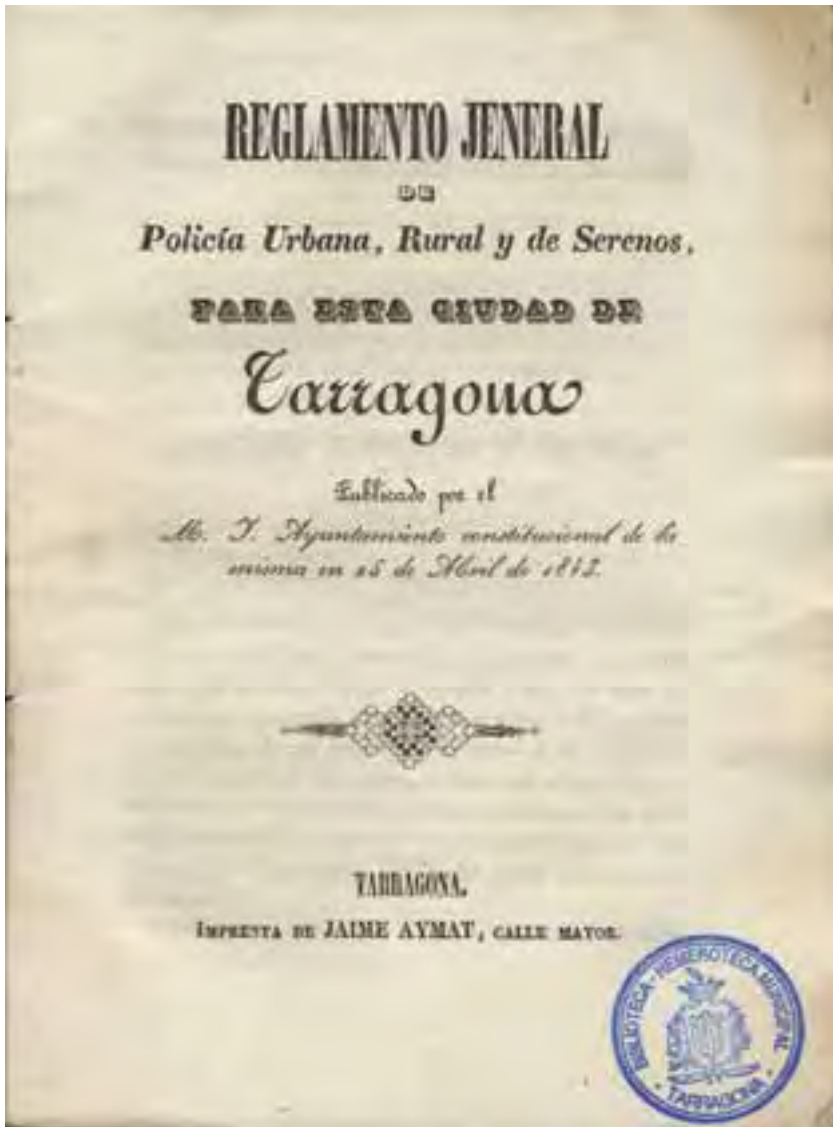 REGLAMENTO JENERAL
DE
Policía Urbana, Rural y de Serenos,
PARA ESTA CIUDAD DE
Tarragona
Publicado por el
M. I. Ayuntamiento constitucional de la
misma en 25 de Abril de
TARRAGONA.
IMPRENTA DE JAIME AYMAT, CALLE MAYOR.
BIBLIOTECA - HEMEROTECA MUNICIPAL
· TARRAGONA ·